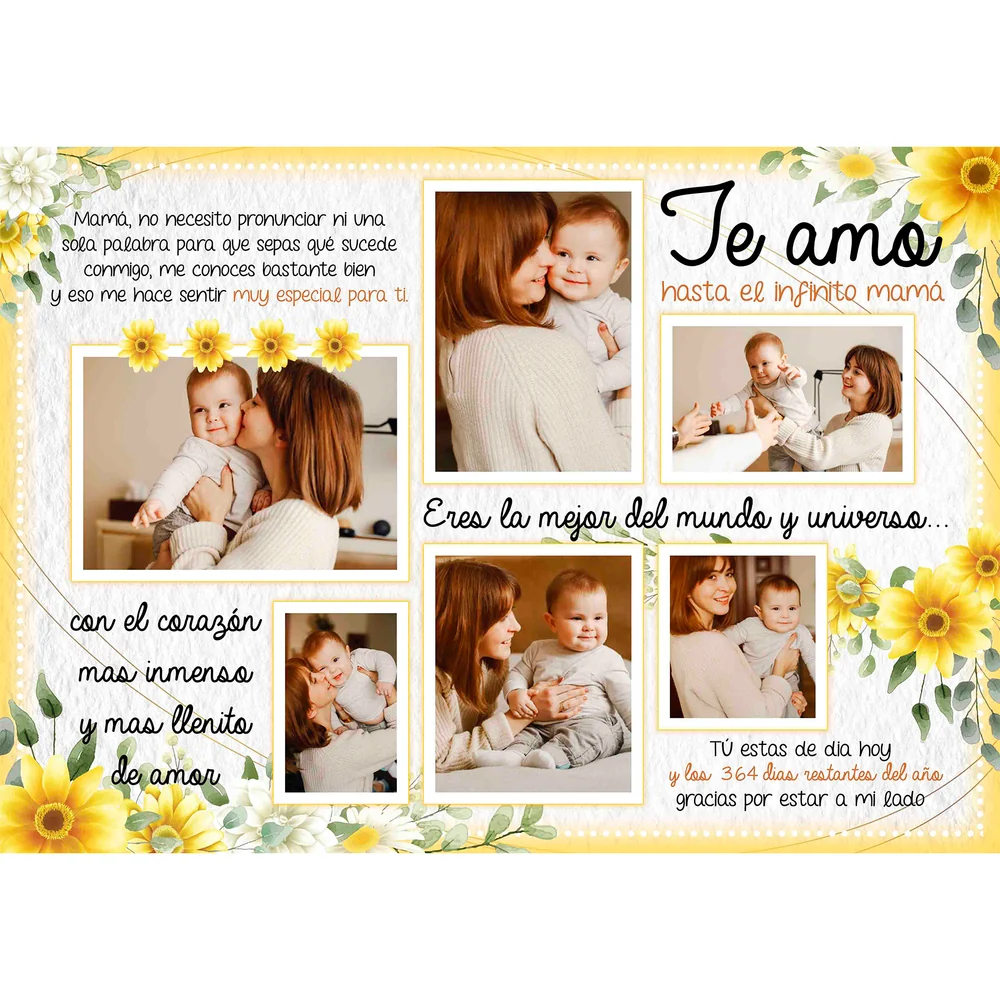 Mamá, no necesito pronunciar ni una
sola palabra para que sepas qué sucede
conmigo, me conoces bastante bien
y eso me hace sentir muy especial para ti.
Te amo
hasta el infinito mamá
Eres la mejor del mundo y universo...
con el corazón
mas inmenso
y mas llenito
de amor
TÚ estas de dia hoy
y los 364 dias restantes del año
gracias por estar a mi lado